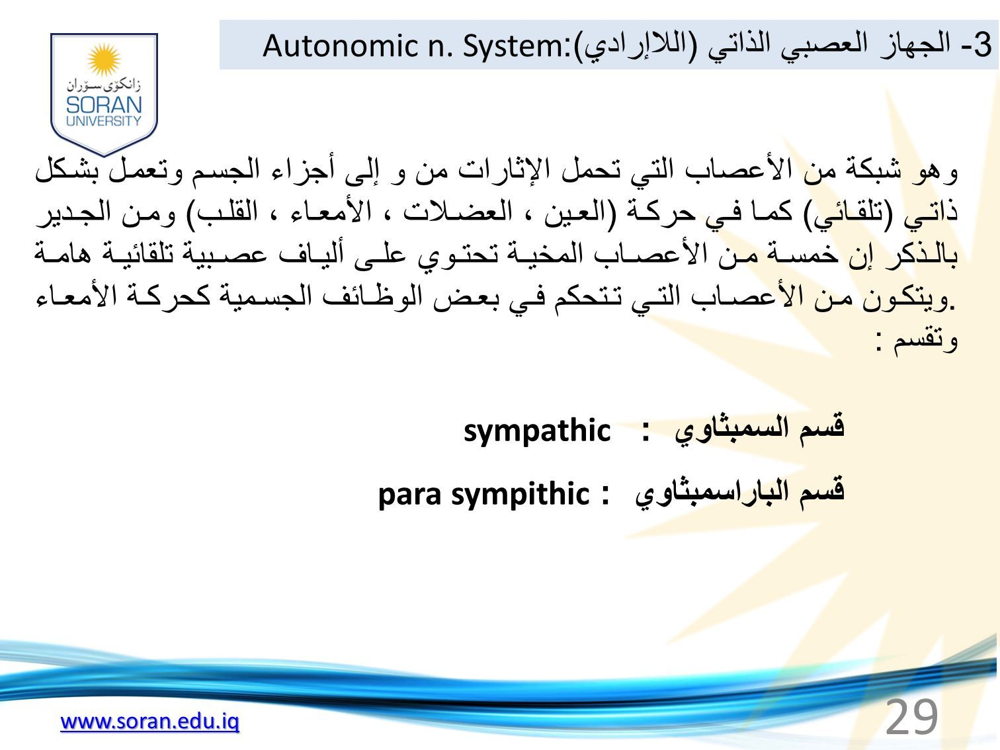 3- الجهاز العصبي الذاتي (اللاإرادي):Autonomic n. System
زانكۆی سۆران
SORAN
UNIVERSITY
وهو شبكة من الأعصاب التي تحمل الإثارات من و إلى أجزاء الجسم وتعمل بشكل
ذاتي (تلقائي) كما في حركة (العين ، العضلات ، الأمعاء ، القلب) ومن الجدير
بالذكر إن خمسة من الأعصاب المخية تحتوي على ألياف عصبية تلقائية هامة
.ويتكون من الأعصاب التي تتحكم في بعض الوظائف الجسمية كحركة الأمعاء
وتقسم :
قسم السمبثاوي : sympathic
قسم الباراسمبثاوي : para sympithic
www.soran.edu.iq
29